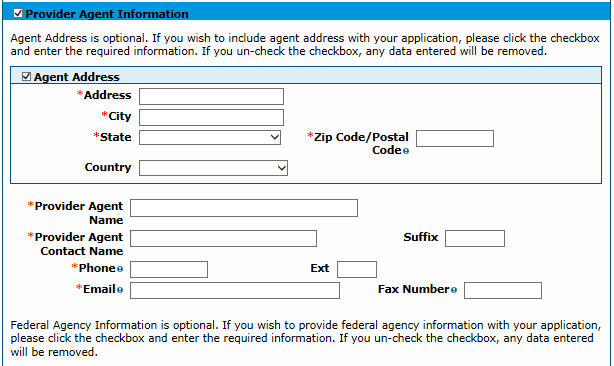 Provider Agent Information
Agent Address is optional. If you wish to include agent address with your application, please click the checkbox
and enter the required information. If you un-check the checkbox, any data entered will be removed.
Agent Address
*Address
*City
*State *Zip Code/Postal
Code
Country
*Provider Agent
Name
*Provider Agent Suffix
Contact Name
*Phone Ext
*Email Fax Number
Federal Agency Information is optional. If you wish to provide federal agency information with your application,
please click the checkbox and enter the required information. If you un-check the checkbox, any data entered
will be removed.